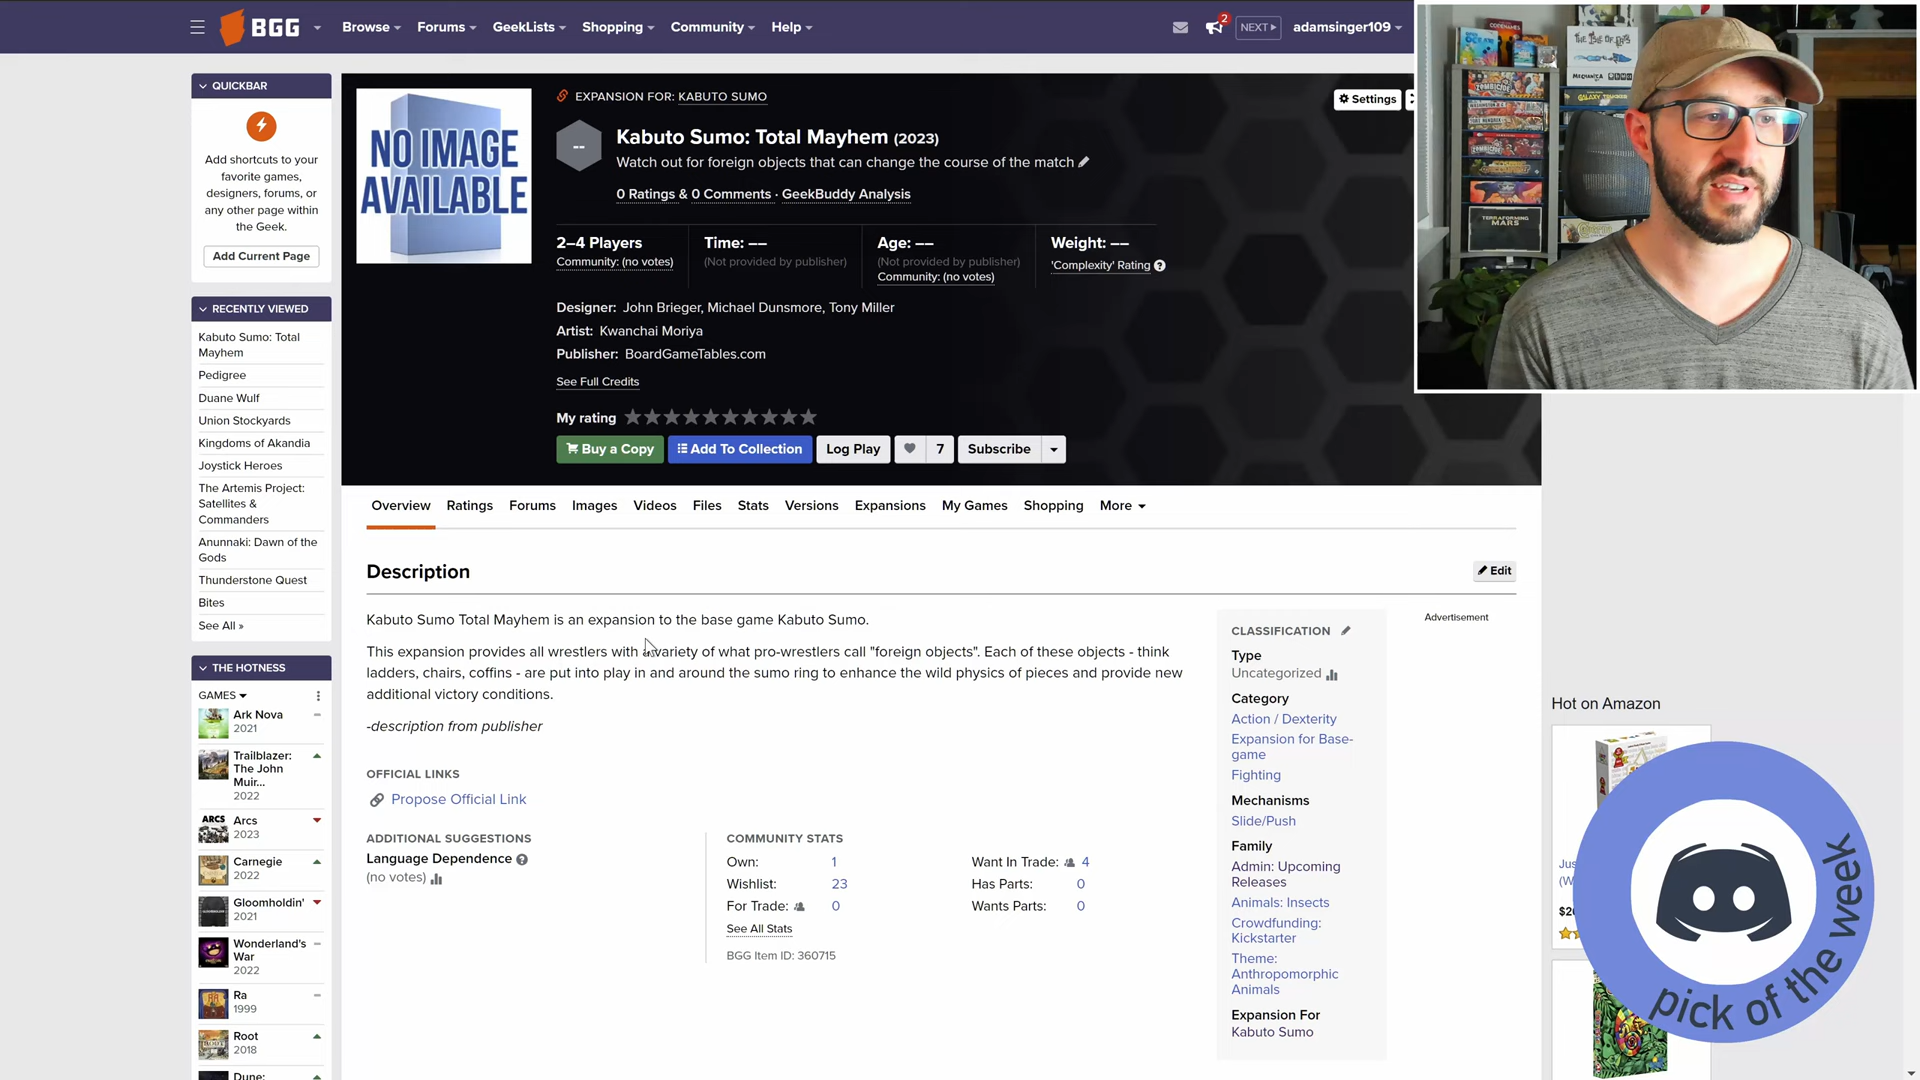 BGG
Browse
Forums
GeekLists
Shopping
Community
Help
2
NEXT
adamsinger109
QUICKBAR
Add shortcuts to your
favorite games,
designers, forums, or
any other page within
the Geek.
Add Current Page
RECENTLY VIEWED
Kabuto Sumo: Total
Mayhem
Pedigree
Duane Wulf
Union Stockyards
Kingdoms of Akandia
Joystick Heroes
The Artemis Project:
Satellites &
Commanders
Anunnaki: Dawn of the
Gods
Thunderstone Quest
Bites
See All »
THE HOTNESS
GAMES
Ark Nova
2021
Trailblazer:
The John
Muir...
2022
ARCS
Arcs
2023
Carnegie
2022
Gloomholdin'
2021
Wonderland's
War
2022
Ra
1999
Root
2018
Dune:
NO IMAGE
AVAILABLE
EXPANSION FOR: KABUTO SUMO
Settings
--
Kabuto Sumo: Total Mayhem (2023)
Watch out for foreign objects that can change the course of the match
0 Ratings & 0 Comments · GeekBuddy Analysis
2–4 Players
Community: (no votes)
Time: ––
(Not provided by publisher)
Age: ––
(Not provided by publisher)
Community: (no votes)
Weight: ––
'Complexity' Rating ?
Designer: John Brieger, Michael Dunsmore, Tony Miller
Artist: Kwanchai Moriya
Publisher: BoardGameTables.com
See Full Credits
My rating
Buy a Copy
Add To Collection
Log Play
7
Subscribe
Overview
Ratings
Forums
Images
Videos
Files
Stats
Versions
Expansions
My Games
Shopping
More
Description
Edit
Kabuto Sumo Total Mayhem is an expansion to the base game Kabuto Sumo.
This expansion provides all wrestlers with a variety of what pro-wrestlers call "foreign objects". Each of these objects - think
ladders, chairs, coffins - are put into play in and around the sumo ring to enhance the wild physics of pieces and provide new
additional victory conditions.
-description from publisher
OFFICIAL LINKS
Propose Official Link
ADDITIONAL SUGGESTIONS
Language Dependence ?
(no votes)
COMMUNITY STATS
Own: 1
Wishlist: 23
For Trade: 0
See All Stats
BGG Item ID: 360715
Want In Trade: 4
Has Parts: 0
Wants Parts: 0
CLASSIFICATION
Type
Uncategorized
Category
Action / Dexterity
Expansion for Base-
game
Fighting
Mechanisms
Slide/Push
Family
Admin: Upcoming
Releases
Animals: Insects
Crowdfunding:
Kickstarter
Theme:
Anthropomorphic
Animals
Expansion For
Kabuto Sumo
Advertisement
Hot on Amazon
pick of the week
CODENAMES
THE ISLE OF CATS
MECHANICA
ZOMBICIDE
GALAXY TRUCKER
ZOMBICIDE
TERRAFORMING
MARS